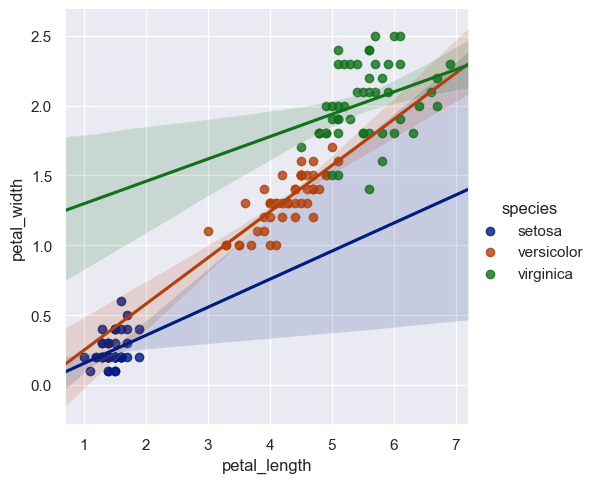 2.5
2.0
1.5
1.0
0.5
0.0
petal_width
1 2 3 4 5 6 7
petal_length
species
setosa
versicolor
virginica